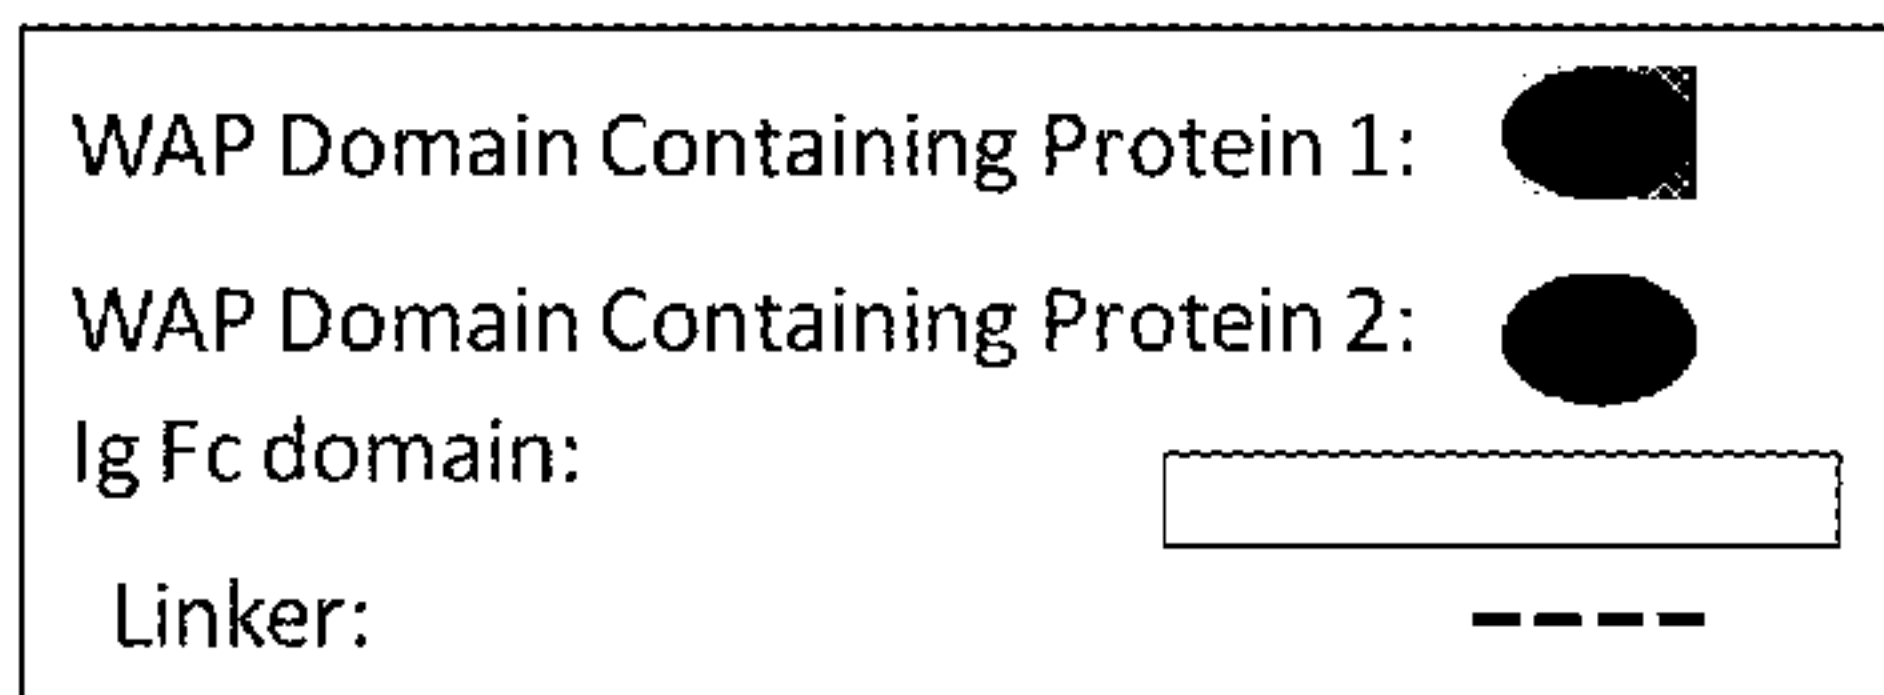 WAP Domain Containing Protein 1:
WAP Domain Containing Protein 2:
Ig Fc domain:
Linker: